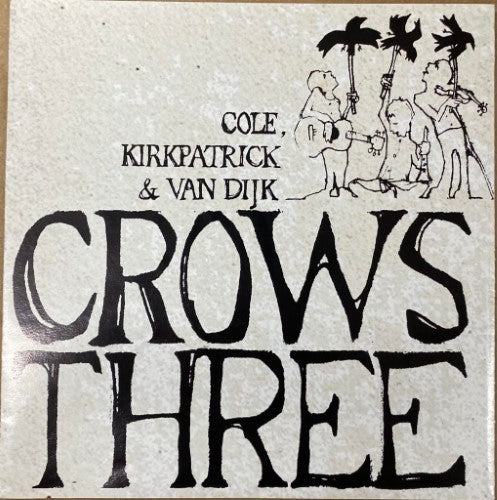 COLE,
KIRKPATRICK
& VAN DIJK
CROWS
THREE